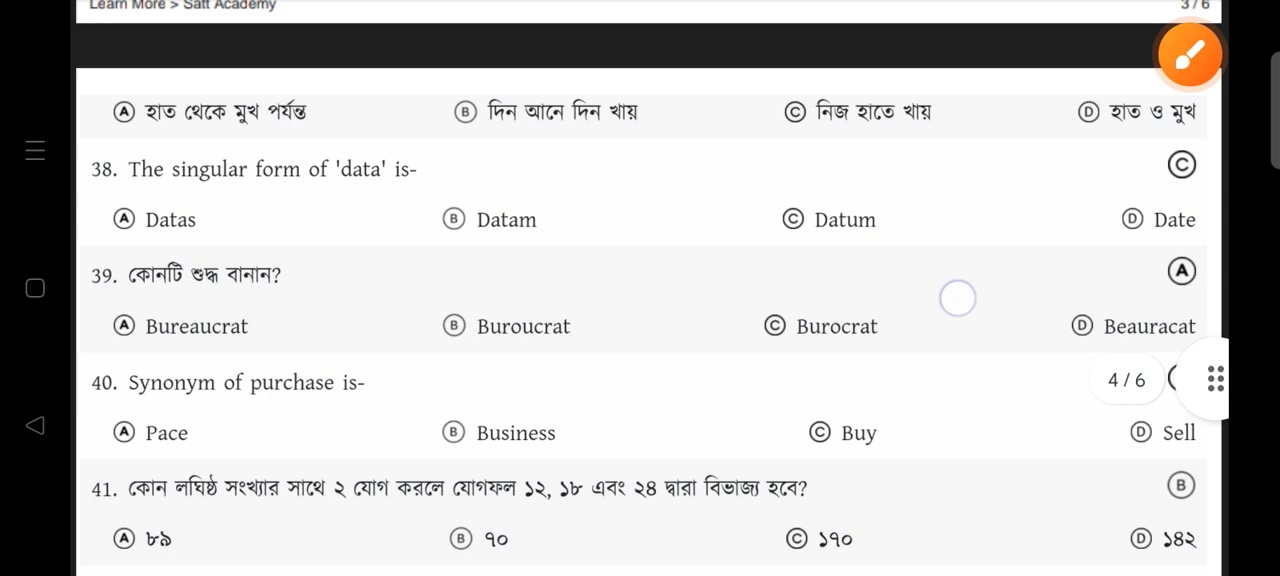 Learn More > Satt Academy 3 / 6
Ⓐ হাত থেকে মুখ পর্যন্ত Ⓑ দিন আনে দিন খায় Ⓒ নিজ হাতে খায় Ⓓ হাত ও মুখ
38. The singular form of 'data' is- Ⓒ
Ⓐ Datas Ⓑ Datam Ⓒ Datum Ⓓ Date
39. কোনটি শুদ্ধ বানান? Ⓐ
Ⓐ Bureaucrat Ⓑ Buroucrat Ⓒ Burocrat Ⓓ Beauracat
40. Synonym of purchase is- 4 / 6
Ⓐ Pace Ⓑ Business Ⓒ Buy Ⓓ Sell
41. কোন লঘিষ্ঠ সংখ্যার সাথে ২ যোগ করলে যোগফল ১২, ১৮ এবং ২৪ দ্বারা বিভাজ্য হবে? Ⓑ
Ⓐ ৮৯ Ⓑ ৭০ Ⓒ ১৭০ Ⓓ ১৪২